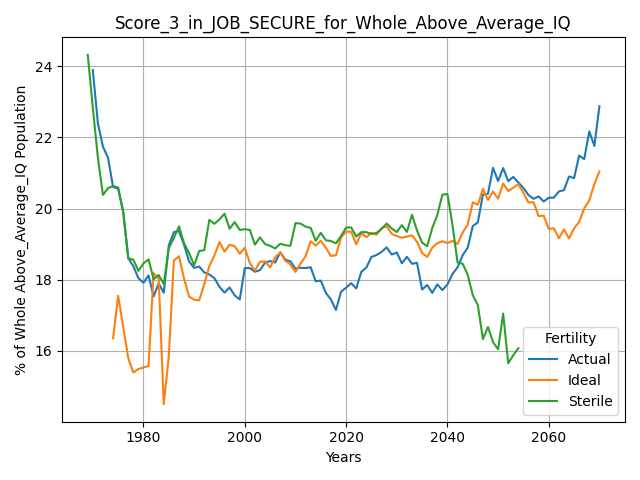 Score_3_in_JOB_SECURE_for_Whole_Above_Average_IQ
% of Whole Above_Average_IQ Population
24
22
20
18
16
1980
2000
2020
2040
2060
Years
Fertility
Actual
Ideal
Sterile